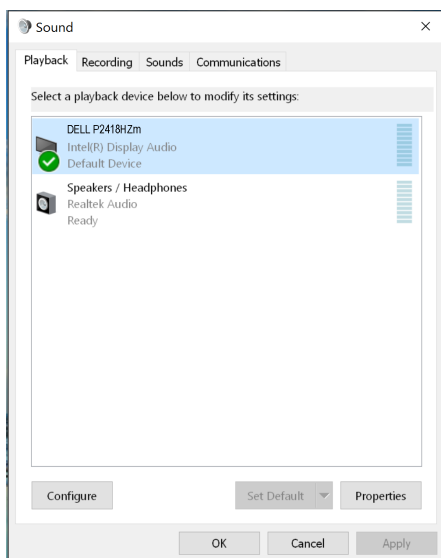 Sound
Playback Recording Sounds Communications
Select a playback device below to modify its settings:
DELL P2418HZm
Intel(R) Display Audio
Default Device
Speakers / Headphones
Realtek Audio
Ready
Configure Set Default Properties
OK Cancel Apply